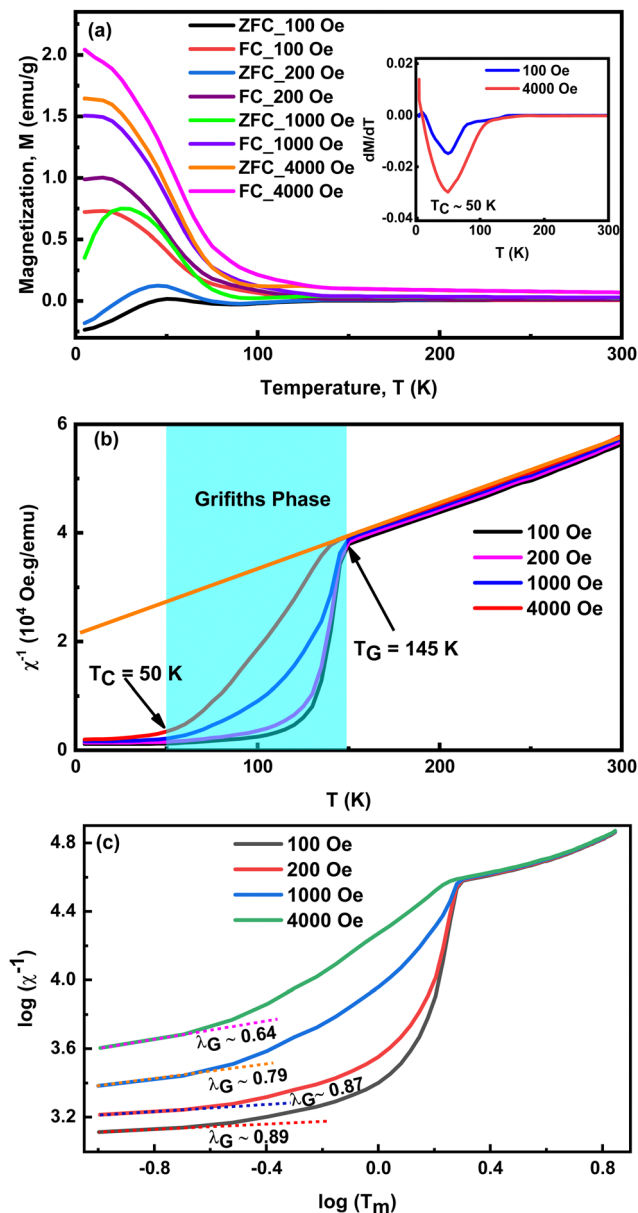 (a)
ZFC_100 Oe
FC_100 Oe
ZFC_200 Oe
FC_200 Oe
ZFC_1000 Oe
FC_1000 Oe
ZFC_4000 Oe
FC_4000 Oe
Magnetization, M (emu/g)
2.0
1.5
1.0
0.5
0.0
0
100
200
300
Temperature, T (K)
100 Oe
4000 Oe
dM/dT
0.00
-0.02
-0.04
T_C ~ 50 K
0
100
200
300
T (K)
(b)
Grifiths Phase
100 Oe
200 Oe
1000 Oe
4000 Oe
χ⁻¹ (10⁴ Oe.g/emu)
6
4
2
0
T_C = 50 K
T_G = 145 K
0
100
200
300
T (K)
(c)
100 Oe
200 Oe
1000 Oe
4000 Oe
log (χ⁻¹)
4.8
4.4
4.0
3.6
3.2
λ_G ~ 0.64
λ_G ~ 0.79
λ_G ~ 0.87
λ_G ~ 0.89
-0.8
-0.4
0.0
0.4
0.8
log (T_m)